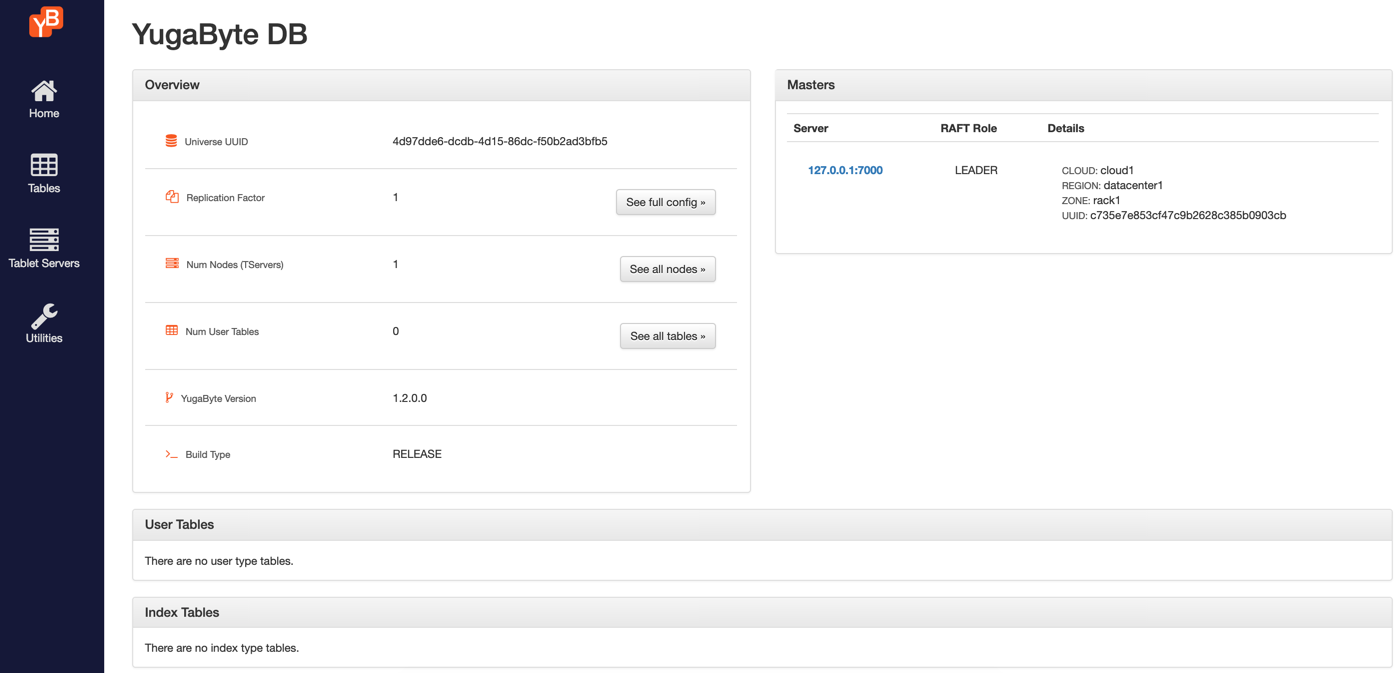 YB
Home
Tables
Tablet Servers
Utilities
YugaByte DB
Overview
Universe UUID 4d97dde6-dcdb-4d15-86dc-f50b2ad3bfb5
Replication Factor 1 See full config »
Num Nodes (TServers) 1 See all nodes »
Num User Tables 0 See all tables »
YugaByte Version 1.2.0.0
Build Type RELEASE
Masters
Server RAFT Role Details
127.0.0.1:7000 LEADER CLOUD: cloud1
REGION: datacenter1
ZONE: rack1
UUID: c735e7e853cf47c9b2628c385b0903cb
User Tables
There are no user type tables.
Index Tables
There are no index type tables.